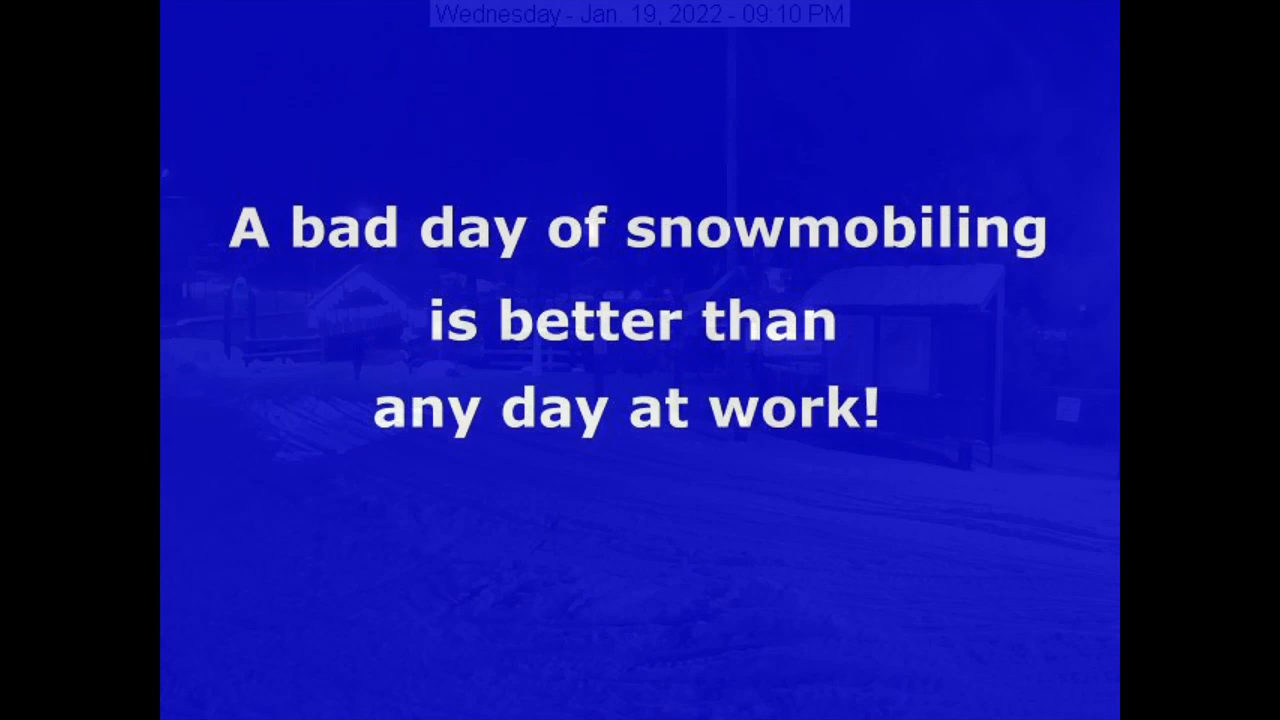 Wednesday - Jan. 19, 2022 - 09:10 PM
A bad day of snowmobiling
is better than
any day at work!